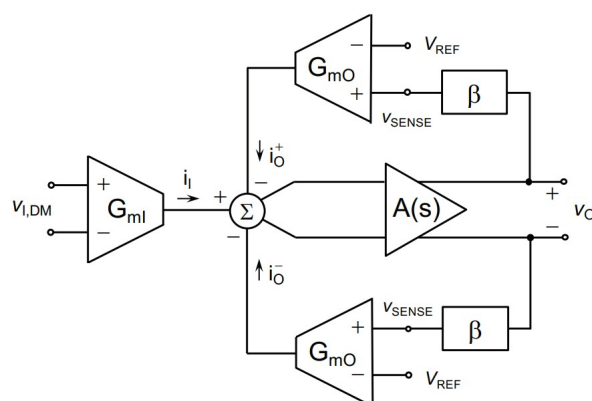 − V_REF
G_mO
+ v_SENSE β
i_O^+
i_I
+ −
+ G_mI Σ A(s) +
v_I,DM v_O
− − −
i_O^−
v_SENSE
+ β
G_mO
− V_REF